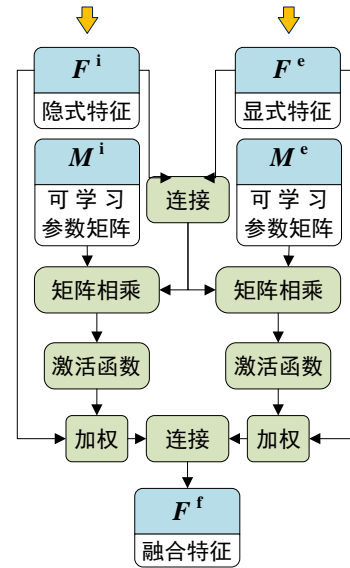 F i
隐式特征
F e
显式特征
M i
可 学 习
参数矩阵
连接
M e
可 学 习
参数矩阵
矩阵相乘
矩阵相乘
激活函数
激活函数
加权
连接
加权
F f
融合特征